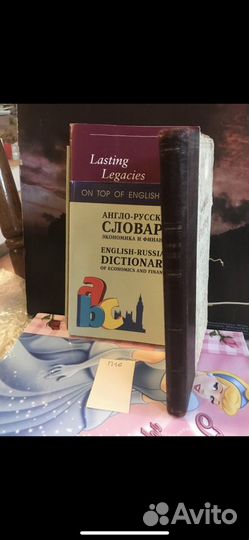 Lasting
Legacies
ON TOP OF ENGLISH
АНГЛО-РУССК
СЛОВАР
ЭКОНОМИКА И ФИНАН
ENGLISH-RUSSIA
DICTIONAR
OF ECONOMICS AND FINAN
abc
Avito